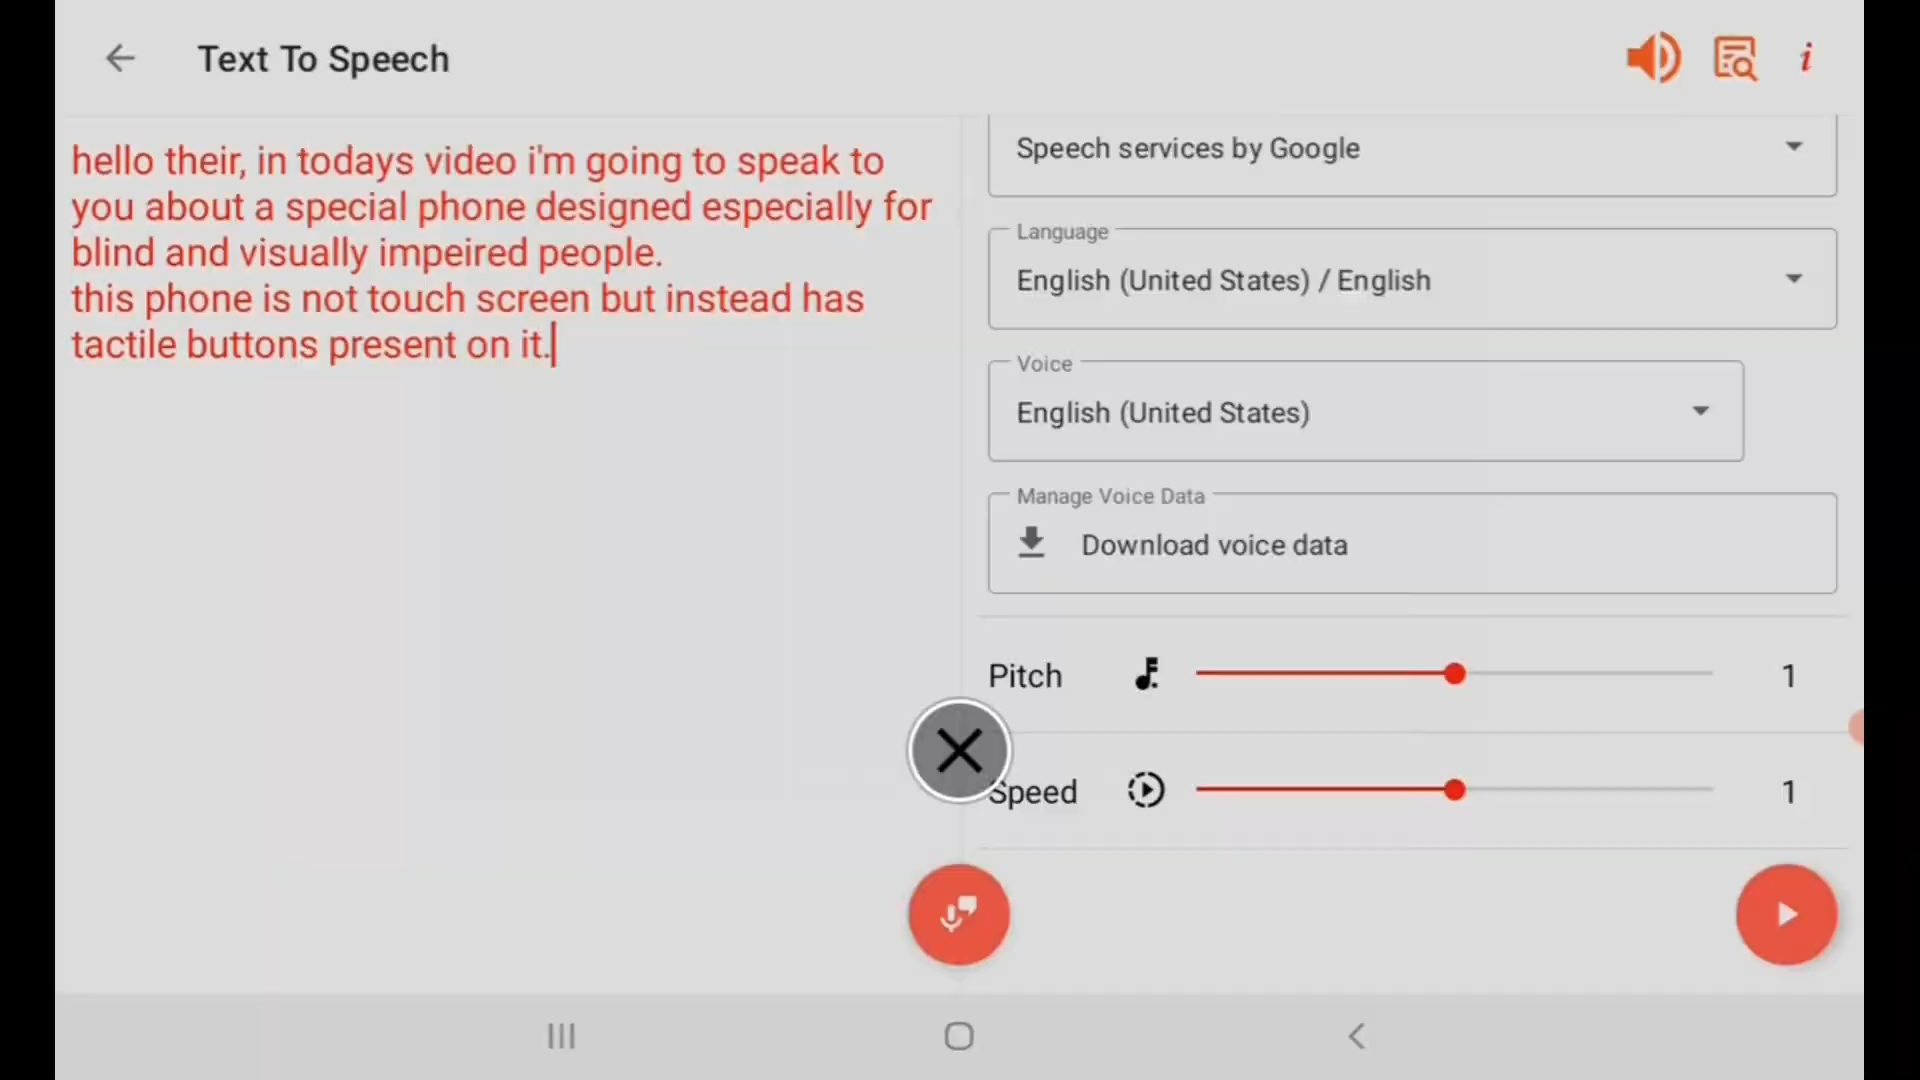 Text To Speech
i
hello their, in todays video i'm going to speak to
you about a special phone designed especially for
blind and visually impeired people.
this phone is not touch screen but instead has
tactile buttons present on it.
Speech services by Google
Language
English (United States) / English
Voice
English (United States)
Manage Voice Data
Download voice data
Pitch 1
Speed 1